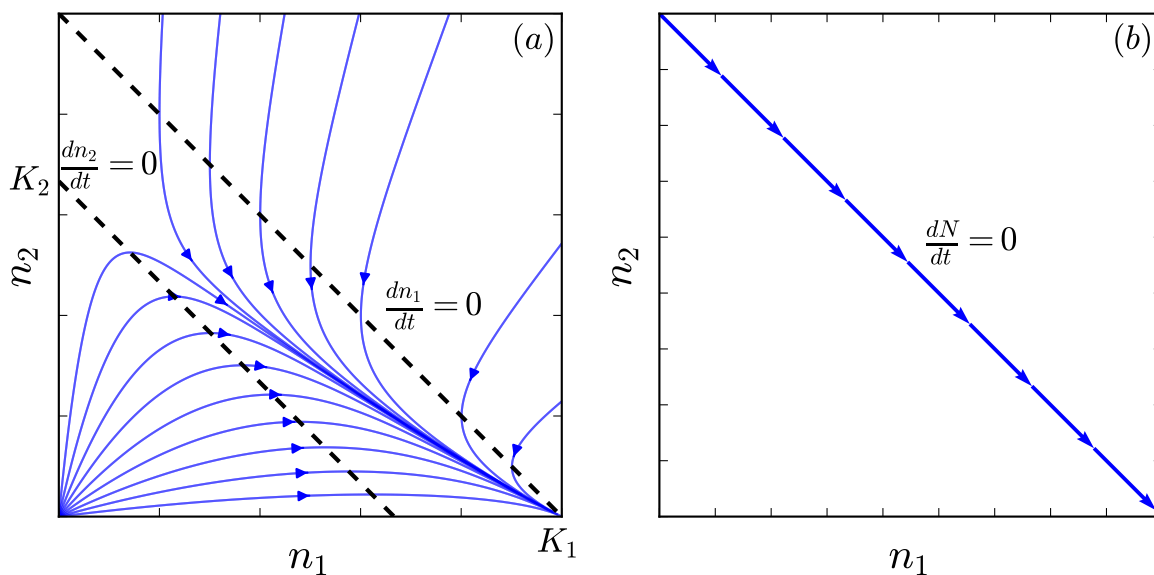 (a)
dn₂/dt = 0
K₂
n₂
dn₁/dt = 0
K₁
n₁
(b)
dN/dt = 0
n₂
n₁